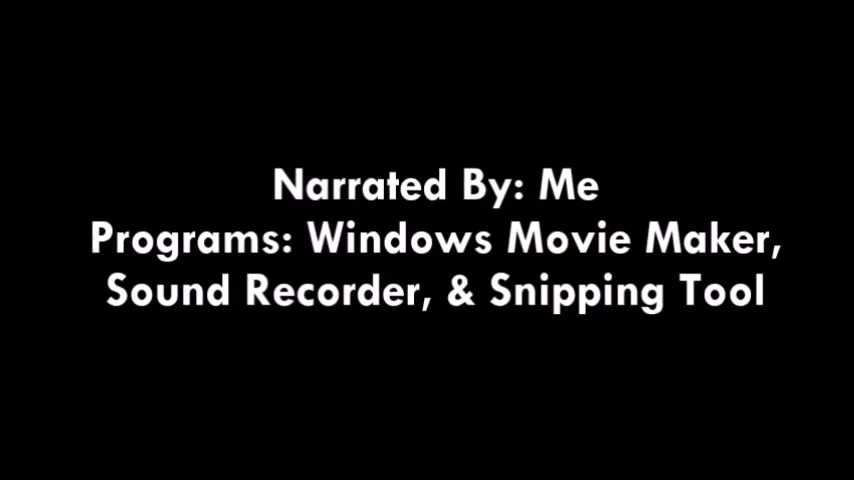 Narrated By: Me
Programs: Windows Movie Maker,
Sound Recorder, & Snipping Tool